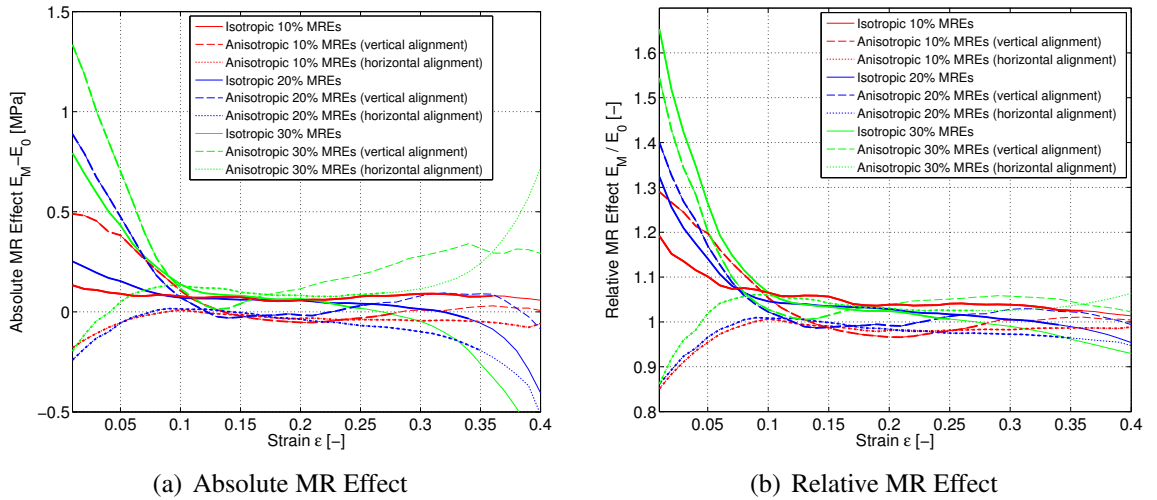 Isotropic 10% MREs
Anisotropic 10% MREs (vertical alignment)
Anisotropic 10% MREs (horizontal alignment)
Isotropic 20% MREs
Anisotropic 20% MREs (vertical alignment)
Anisotropic 20% MREs (horizontal alignment)
Isotropic 30% MREs
Anisotropic 30% MREs (vertical alignment)
Anisotropic 30% MREs (horizontal alignment)
1.5
1
0.5
0
−0.5
Absolute MR Effect E_M−E_0 [MPa]
0.05 0.1 0.15 0.2 0.25 0.3 0.35 0.4
Strain ε [−]
(a) Absolute MR Effect
Isotropic 10% MREs
Anisotropic 10% MREs (vertical alignment)
Anisotropic 10% MREs (horizontal alignment)
Isotropic 20% MREs
Anisotropic 20% MREs (vertical alignment)
Anisotropic 20% MREs (horizontal alignment)
Isotropic 30% MREs
Anisotropic 30% MREs (vertical alignment)
Anisotropic 30% MREs (horizontal alignment)
1.6
1.5
1.4
1.3
1.2
1.1
1
0.9
0.8
Relative MR Effect E_M / E_0 [−]
0.05 0.1 0.15 0.2 0.25 0.3 0.35 0.4
Strain ε [−]
(b) Relative MR Effect